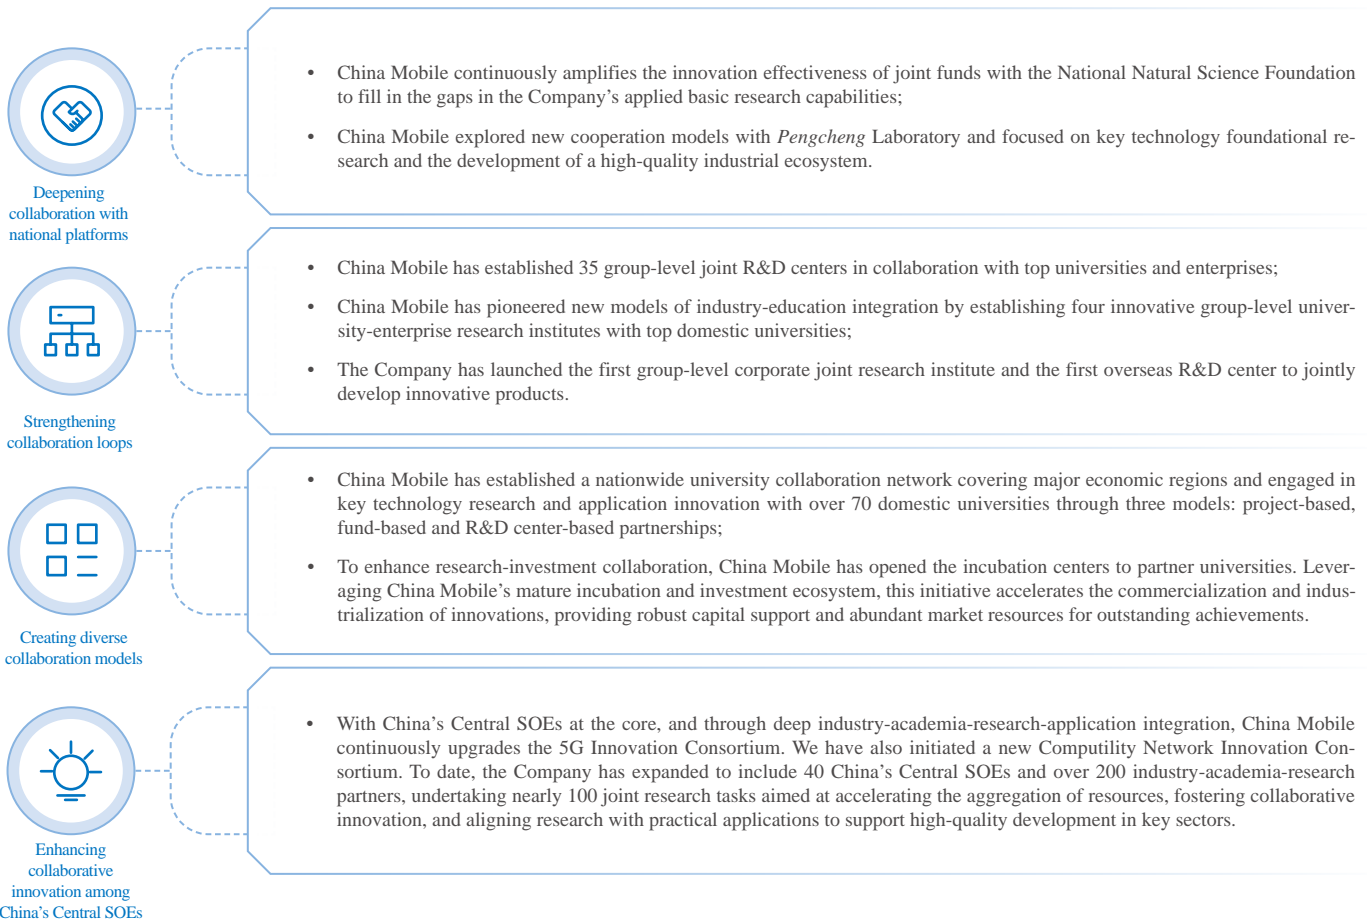 • China Mobile continuously amplifies the innovation effectiveness of joint funds with the National Natural Science Foundation
to fill in the gaps in the Company’s applied basic research capabilities;
• China Mobile explored new cooperation models with Pengcheng Laboratory and focused on key technology foundational re-
search and the development of a high-quality industrial ecosystem.
Deepening
collaboration with
national platforms
• China Mobile has established 35 group-level joint R&D centers in collaboration with top universities and enterprises;
• China Mobile has pioneered new models of industry-education integration by establishing four innovative group-level univer-
sity-enterprise research institutes with top domestic universities;
• The Company has launched the first group-level corporate joint research institute and the first overseas R&D center to jointly
develop innovative products.
Strengthening
collaboration loops
• China Mobile has established a nationwide university collaboration network covering major economic regions and engaged in
key technology research and application innovation with over 70 domestic universities through three models: project-based,
fund-based and R&D center-based partnerships;
• To enhance research-investment collaboration, China Mobile has opened the incubation centers to partner universities. Lever-
aging China Mobile’s mature incubation and investment ecosystem, this initiative accelerates the commercialization and indus-
trialization of innovations, providing robust capital support and abundant market resources for outstanding achievements.
Creating diverse
collaboration models
• With China’s Central SOEs at the core, and through deep industry-academia-research-application integration, China Mobile
continuously upgrades the 5G Innovation Consortium. We have also initiated a new Computility Network Innovation Con-
sortium. To date, the Company has expanded to include 40 China’s Central SOEs and over 200 industry-academia-research
partners, undertaking nearly 100 joint research tasks aimed at accelerating the aggregation of resources, fostering collaborative
innovation, and aligning research with practical applications to support high-quality development in key sectors.
Enhancing
collaborative
innovation among
China’s Central SOEs